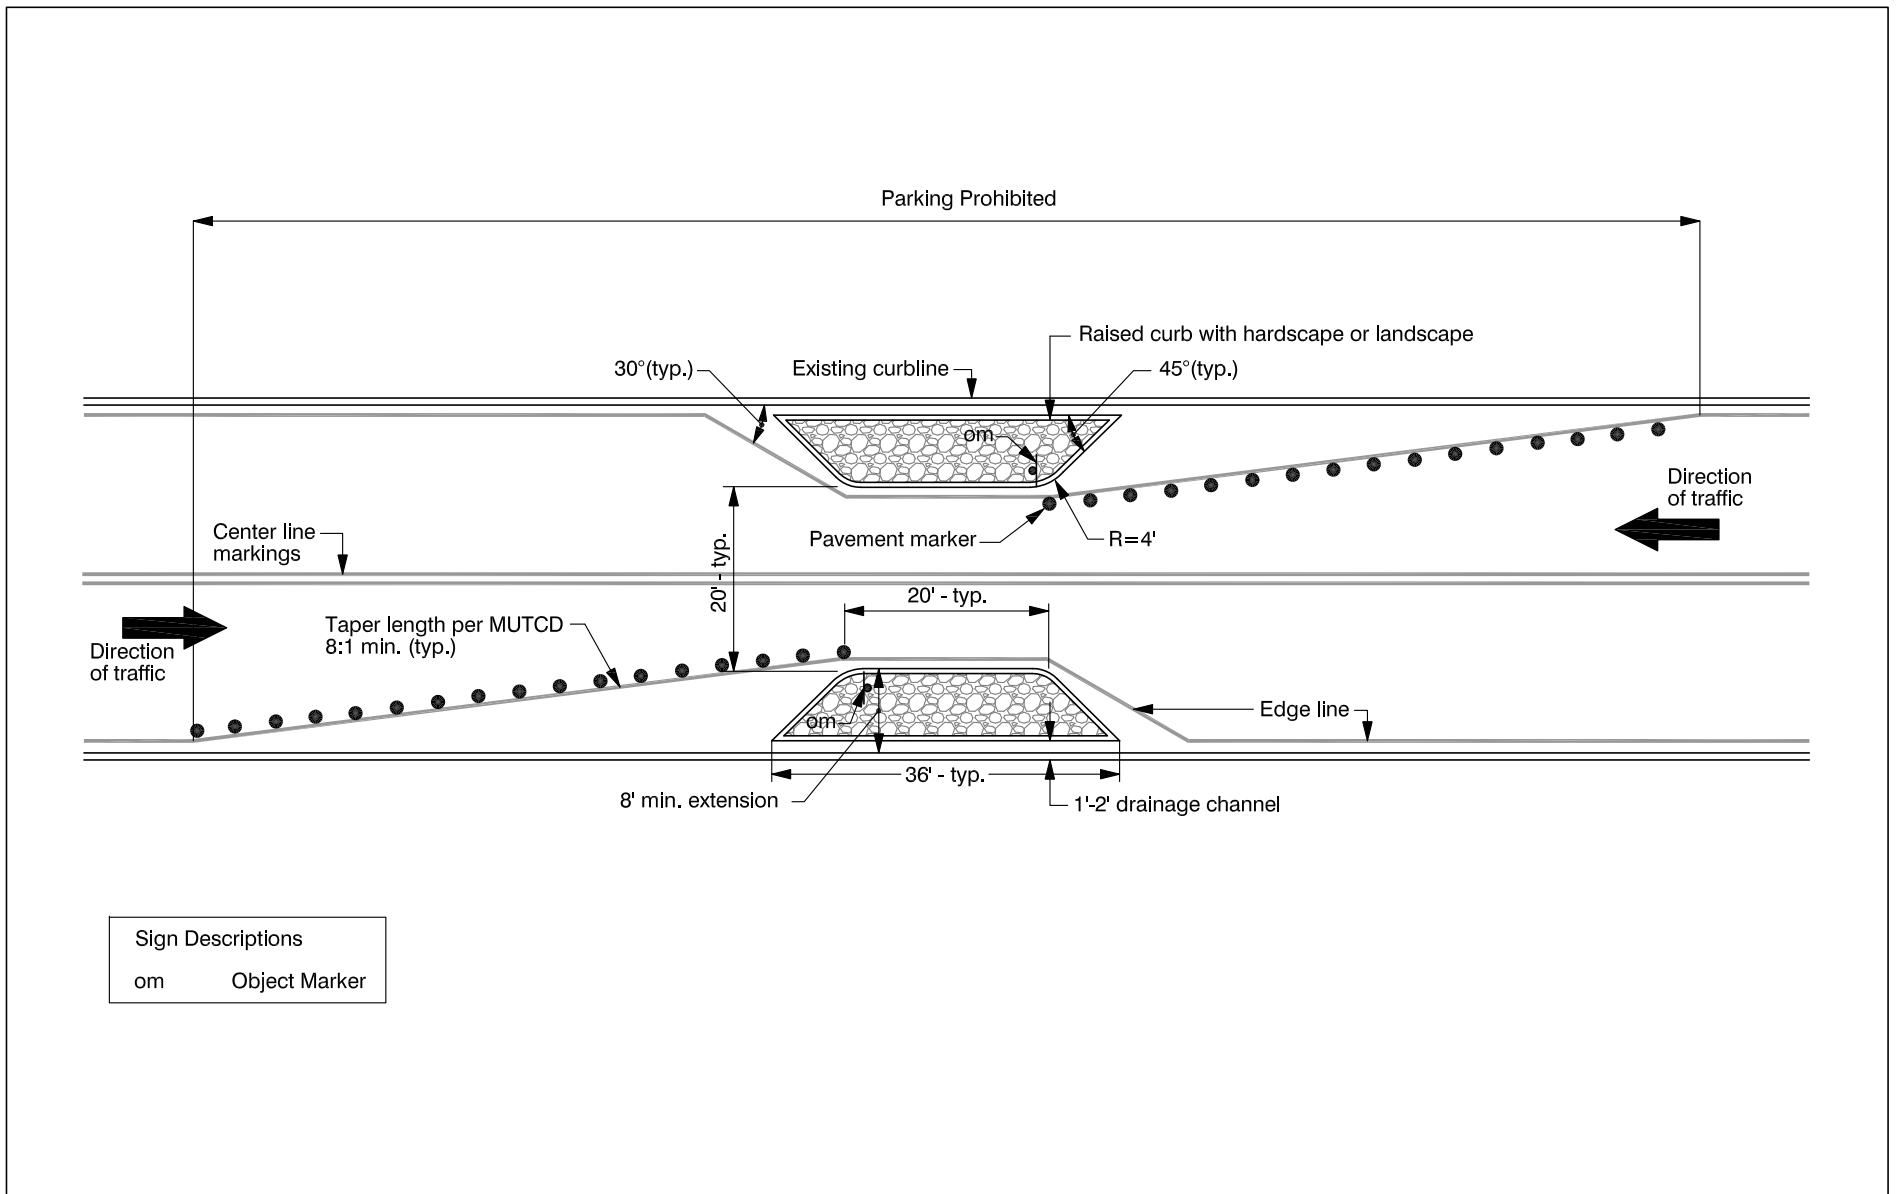 Parking Prohibited
Raised curb with hardscape or landscape
30°(typ.)
Existing curbline
45°(typ.)
om
Direction
of traffic
Center line
markings
Pavement marker
R=4'
20' - typ.
20' - typ.
Taper length per MUTCD
8:1 min. (typ.)
Direction
of traffic
om
Edge line
36' - typ.
8' min. extension
1'-2' drainage channel
Sign Descriptions
om Object Marker